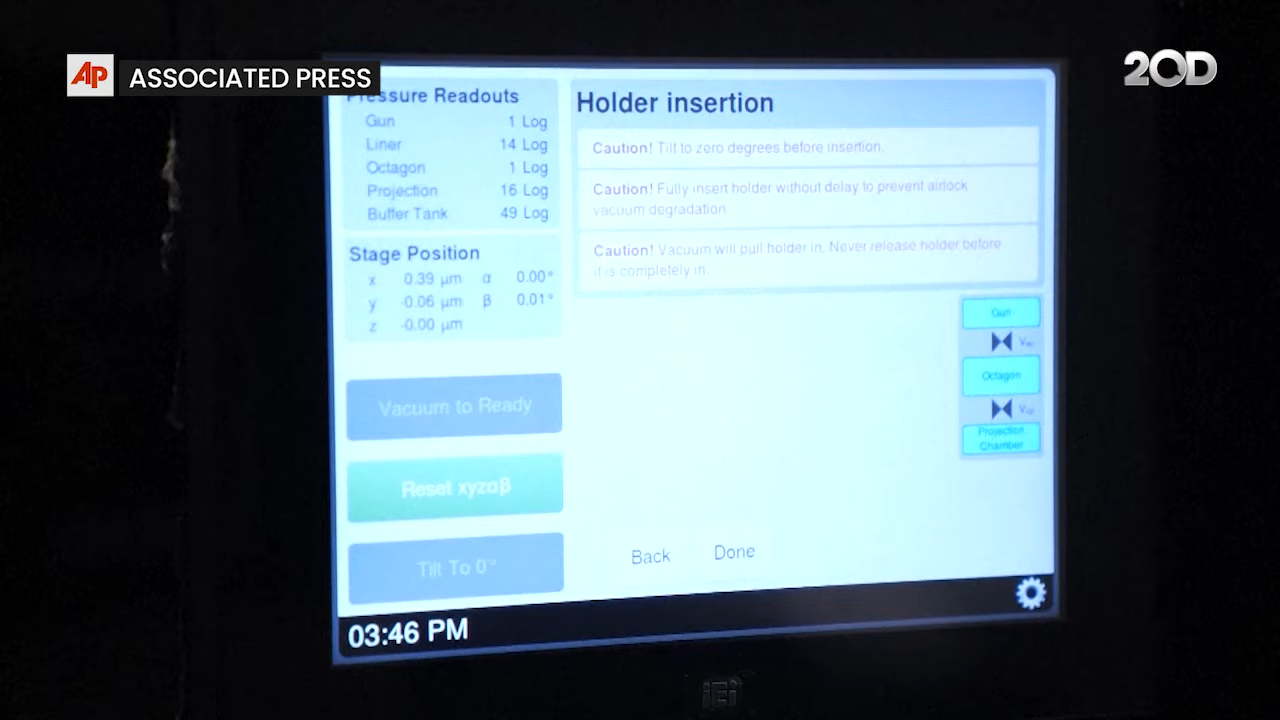 AP ASSOCIATED PRESS
20D
Pressure Readouts
Gun 1 Log
Liner 14 Log
Octagon 1 Log
Projection 16 Log
Buffer Tank 49 Log
Stage Position
x 0.39 µm α 0.00°
y -0.06 µm β 0.01°
z -0.00 µm
Vacuum to Ready
Reset xyzαβ
Tilt To 0°
Holder insertion
Caution! Tilt to zero degrees before insertion.
Caution! Fully insert holder without delay to prevent airlock
vacuum degradation.
Caution! Vacuum will pull holder in. Never release holder before
it is completely in.
Gun
Octagon
Projection
Chamber
Back Done
03:46 PM
iEi